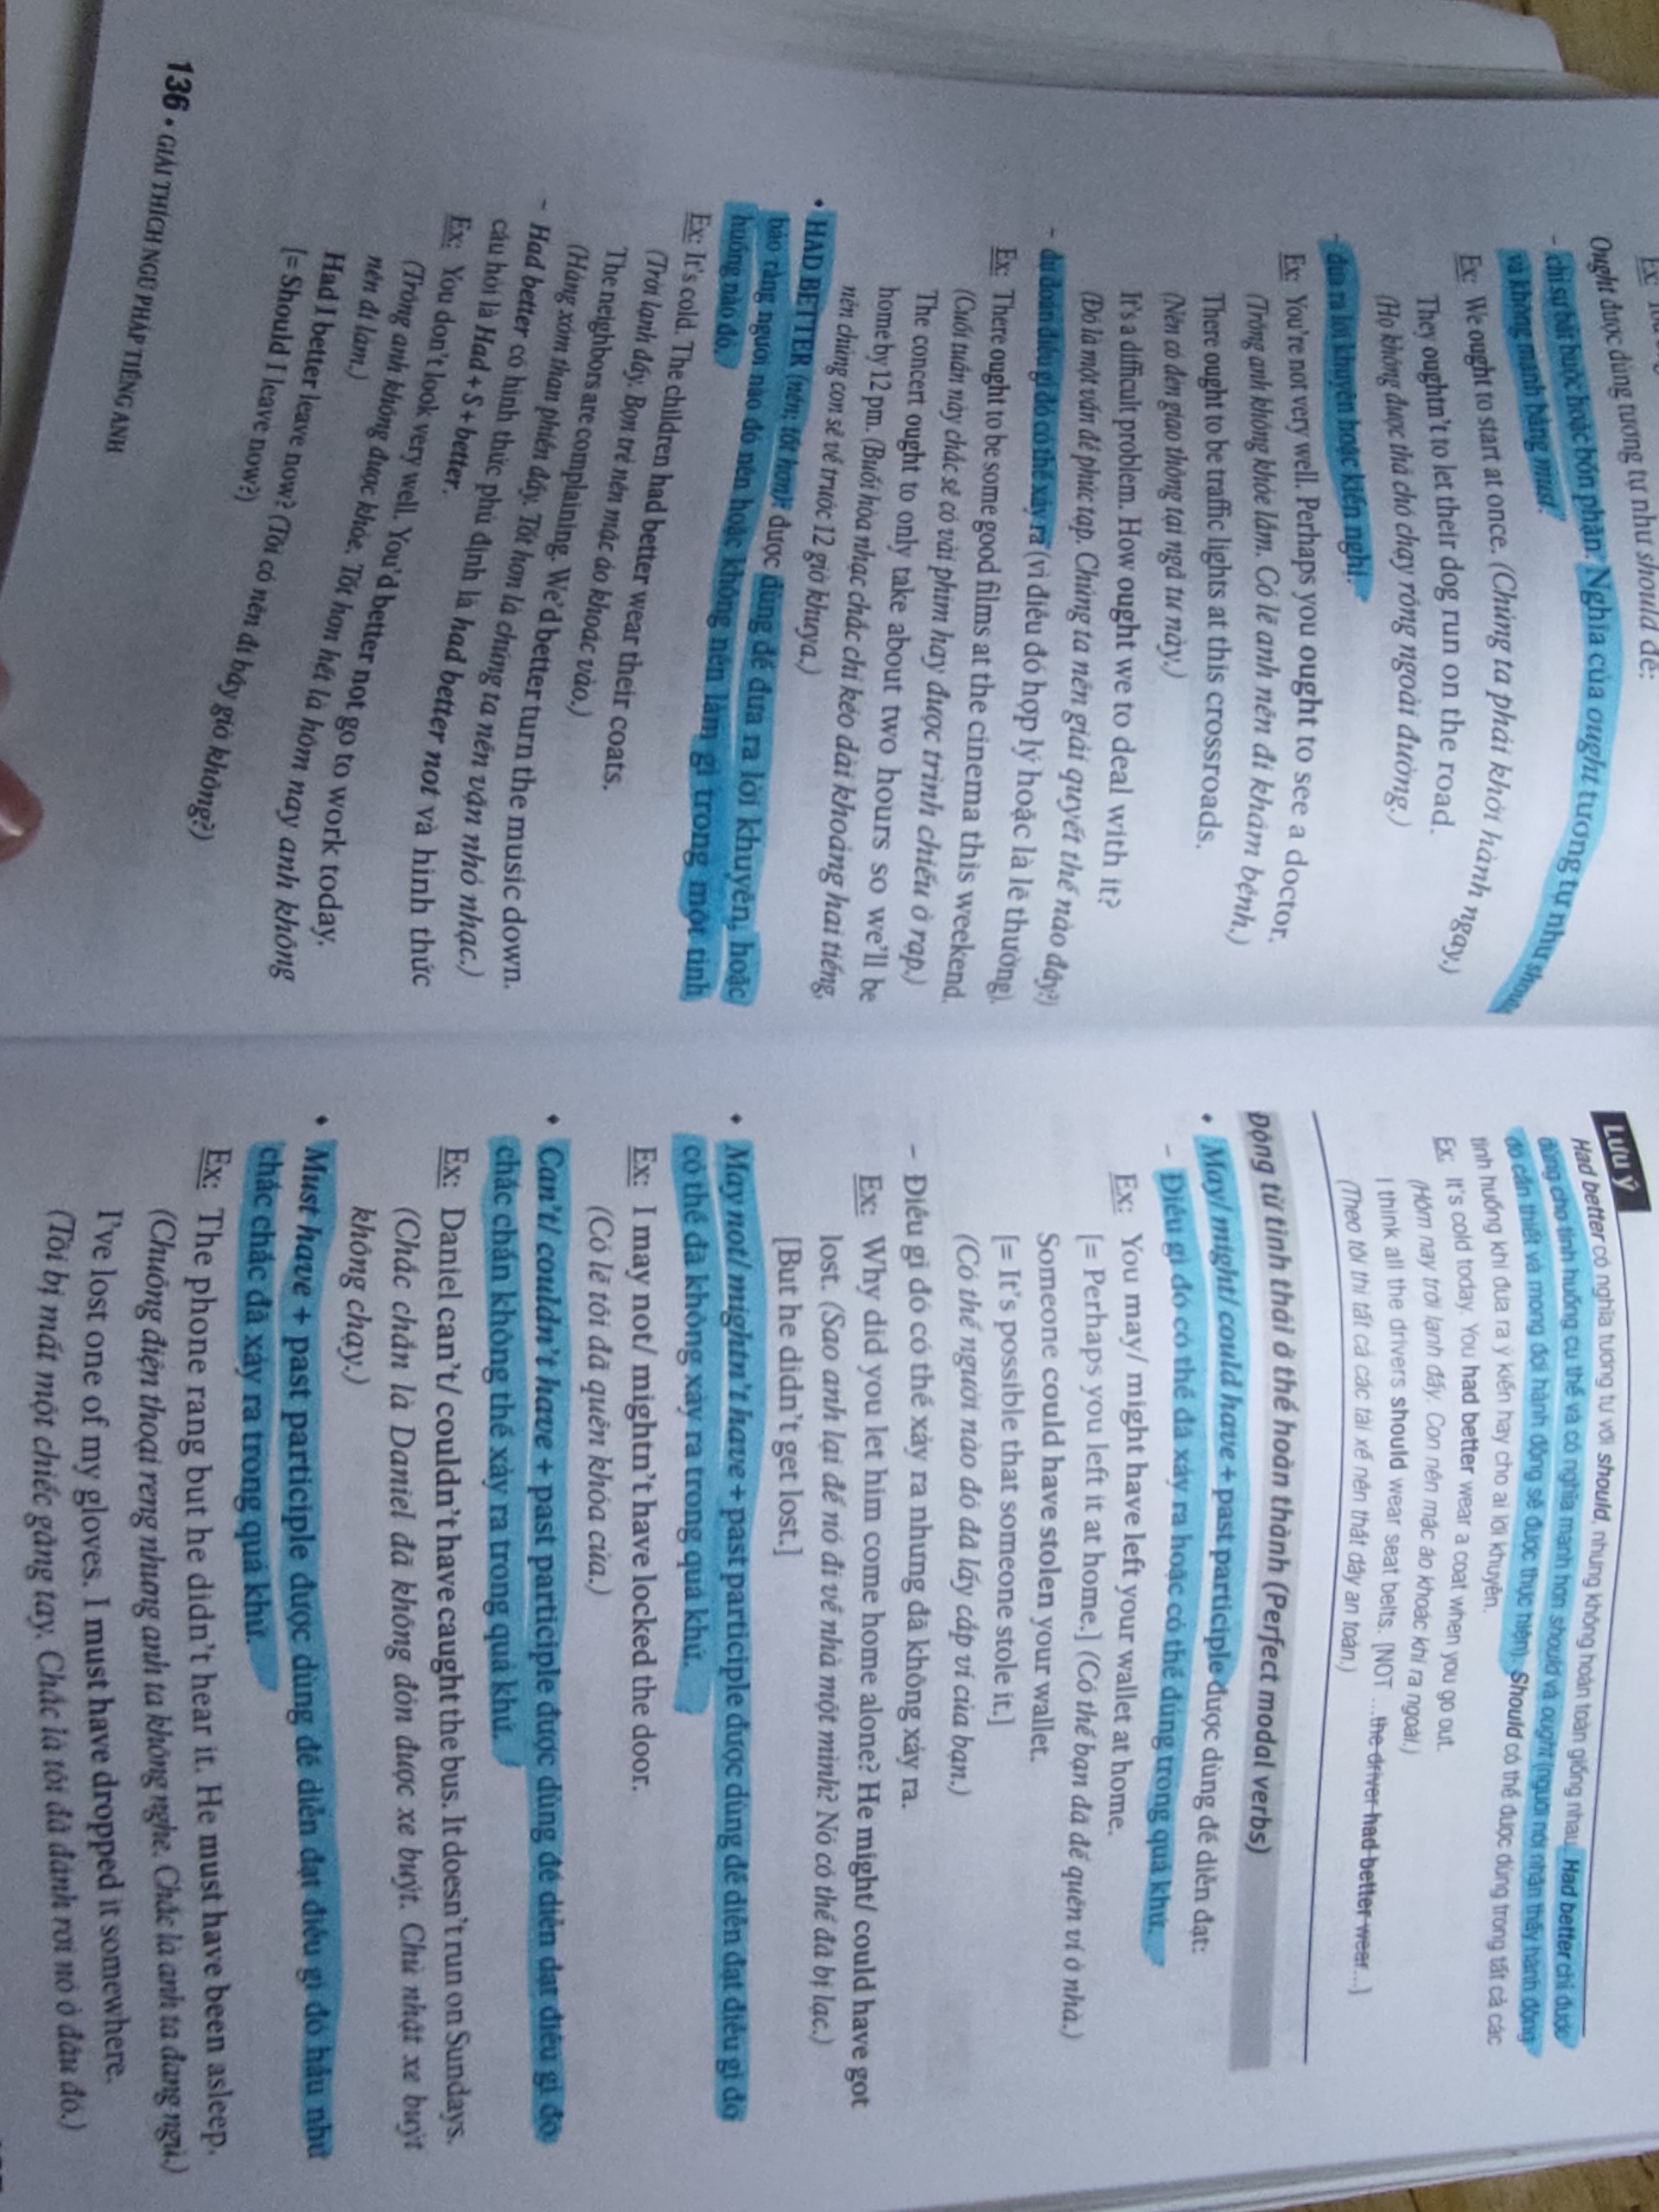 Ought được dùng tương tự như should để:
- chỉ sự bắt buộc hoặc bổn phận. Nghĩa của ought tương tự như should
và không mạnh bằng must.
Ex: We ought to start at once. (Chúng ta phải khởi hành ngay.)
They oughtn't to let their dog run on the road.
(Họ không được thả chó chạy rông ngoài đường.)
- đưa ra lời khuyên hoặc kiến nghị.
Ex: You're not very well. Perhaps you ought to see a doctor.
(Trông anh không khỏe lắm. Có lẽ anh nên đi khám bệnh.)
There ought to be traffic lights at this crossroads.
(Nên có đèn giao thông tại ngã tư này.)
It's a difficult problem. How ought we to deal with it?
(Đó là một vấn đề phức tạp. Chúng ta nên giải quyết thế nào đây?)
- dự đoán điều gì đó có thể xảy ra (vì điều đó hợp lý hoặc là lẽ thường).
Ex: There ought to be some good films at the cinema this weekend.
(Cuối tuần này chắc sẽ có vài phim hay được trình chiếu ở rạp.)
The concert ought to only take about two hours so we'll be
home by 12 pm. (Buổi hòa nhạc chắc chỉ kéo dài khoảng hai tiếng,
nên chúng con sẽ về trước 12 giờ khuya.)
• HAD BETTER (nên; tốt hơn): được dùng để đưa ra lời khuyên, hoặc
bảo rằng người nào đó nên hoặc không nên làm gì trong một tình
huống nào đó.
Ex: It's cold. The children had better wear their coats.
(Trời lạnh đấy. Bọn trẻ nên mặc áo khoác vào.)
The neighbors are complaining. We'd better turn the music down.
(Hàng xóm than phiền đấy. Tốt hơn là chúng ta nên vặn nhỏ nhạc.)
- Had better có hình thức phủ định là had better not và hình thức
câu hỏi là Had + S + better.
Ex: You don't look very well. You'd better not go to work today.
(Trông anh không được khỏe. Tốt hơn hết là hôm nay anh không
nên đi làm.)
Had I better leave now? (Tôi có nên đi bây giờ không?)
[= Should I leave now?]
136 • GIẢI THÍCH NGỮ PHÁP TIẾNG ANH
LƯU Ý
Had better có nghĩa tương tự với should, nhưng không hoàn toàn giống nhau. Had better chỉ được
dùng cho tình huống cụ thể và có nghĩa mạnh hơn should và ought (người nói nhận thấy hành động
đó cần thiết và mong đợi hành động sẽ được thực hiện). Should có thể được dùng trong tất cả các
tình huống khi đưa ra ý kiến hay cho ai lời khuyên.
Ex: It's cold today. You had better wear a coat when you go out.
(Hôm nay trời lạnh đấy. Con nên mặc áo khoác khi ra ngoài.)
I think all the drivers should wear seat belts. [NOT ...the driver had better wear...]
(Theo tôi thì tất cả các tài xế nên thắt dây an toàn.)
Động từ tình thái ở thể hoàn thành (Perfect modal verbs)
• May/ might/ could have + past participle được dùng để diễn đạt:
- Điều gì đó có thể đã xảy ra hoặc có thể đúng trong quá khứ.
Ex: You may/ might have left your wallet at home.
[= Perhaps you left it at home.] (Có thể bạn đã để quên ví ở nhà.)
Someone could have stolen your wallet.
[= It's possible that someone stole it.]
(Có thể người nào đó đã lấy cắp ví của bạn.)
- Điều gì đó có thể xảy ra nhưng đã không xảy ra.
Ex: Why did you let him come home alone? He might/ could have got
lost. (Sao anh lại để nó đi về nhà một mình? Nó có thể đã bị lạc.)
[But he didn't get lost.]
• May not/ mightn't have + past participle được dùng để diễn đạt điều gì đó
có thể đã không xảy ra trong quá khứ.
Ex: I may not/ mightn't have locked the door.
(Có lẽ tôi đã quên khóa cửa.)
• Can't/ couldn't have + past participle được dùng để diễn đạt điều gì đó
chắc chắn không thể xảy ra trong quá khứ.
Ex: Daniel can't/ couldn't have caught the bus. It doesn't run on Sundays.
(Chắc chắn là Daniel đã không đón được xe buýt. Chủ nhật xe buýt
không chạy.)
• Must have + past participle được dùng để diễn đạt điều gì đó hầu như
chắc chắc đã xảy ra trong quá khứ.
Ex: The phone rang but he didn't hear it. He must have been asleep.
(Chuông điện thoại reng nhưng anh ta không nghe. Chắc là anh ta đang ngủ.)
I've lost one of my gloves. I must have dropped it somewhere.
(Tôi bị mất một chiếc găng tay. Chắc là tôi đã đánh rơi nó ở đâu đó.)